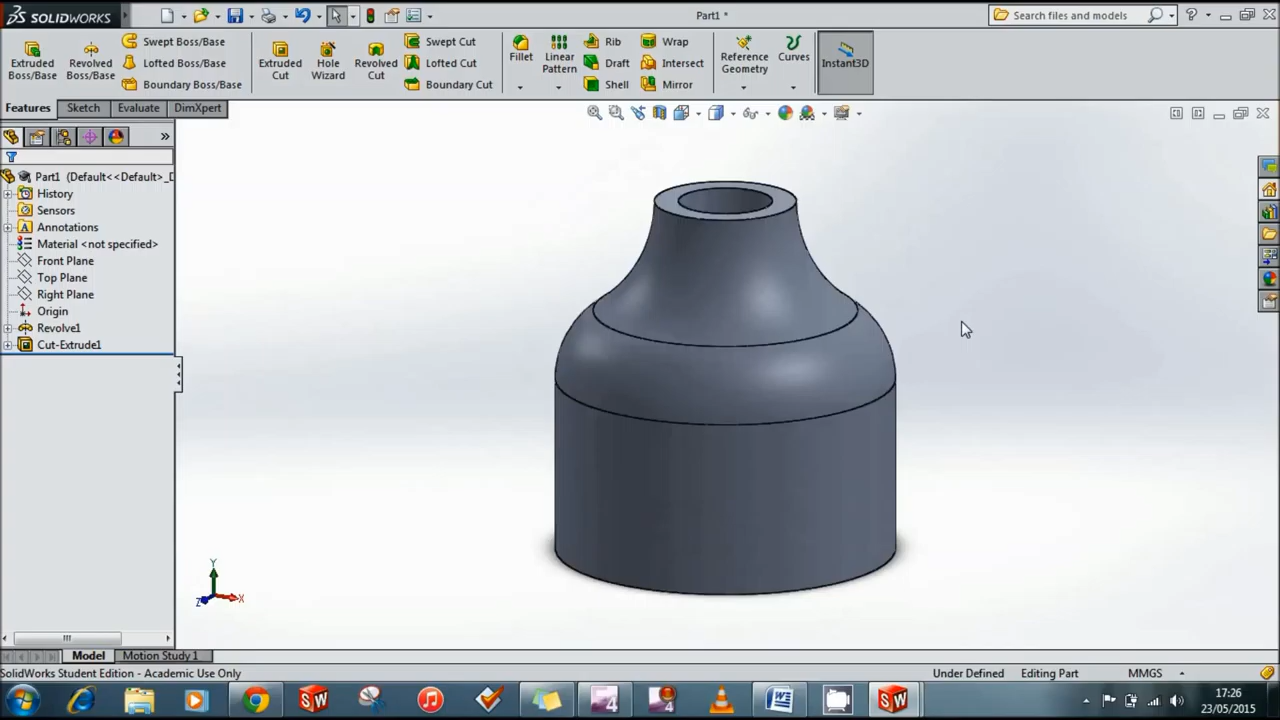 SOLIDWORKS
Part1 *
Search files and models
Extruded Boss/Base
Revolved Boss/Base
Swept Boss/Base
Lofted Boss/Base
Boundary Boss/Base
Extruded Cut
Hole Wizard
Revolved Cut
Swept Cut
Lofted Cut
Boundary Cut
Fillet
Linear Pattern
Rib
Draft
Shell
Wrap
Intersect
Mirror
Reference Geometry
Curves
Instant3D
Features
Sketch
Evaluate
DimXpert
Part1 (Default<<Default>_D
History
Sensors
Annotations
Material <not specified>
Front Plane
Top Plane
Right Plane
Origin
Revolve1
Cut-Extrude1
Y
X
Z
Model
Motion Study 1
SolidWorks Student Edition - Academic Use Only
Under Defined
Editing Part
MMGS
17:26
23/05/2015